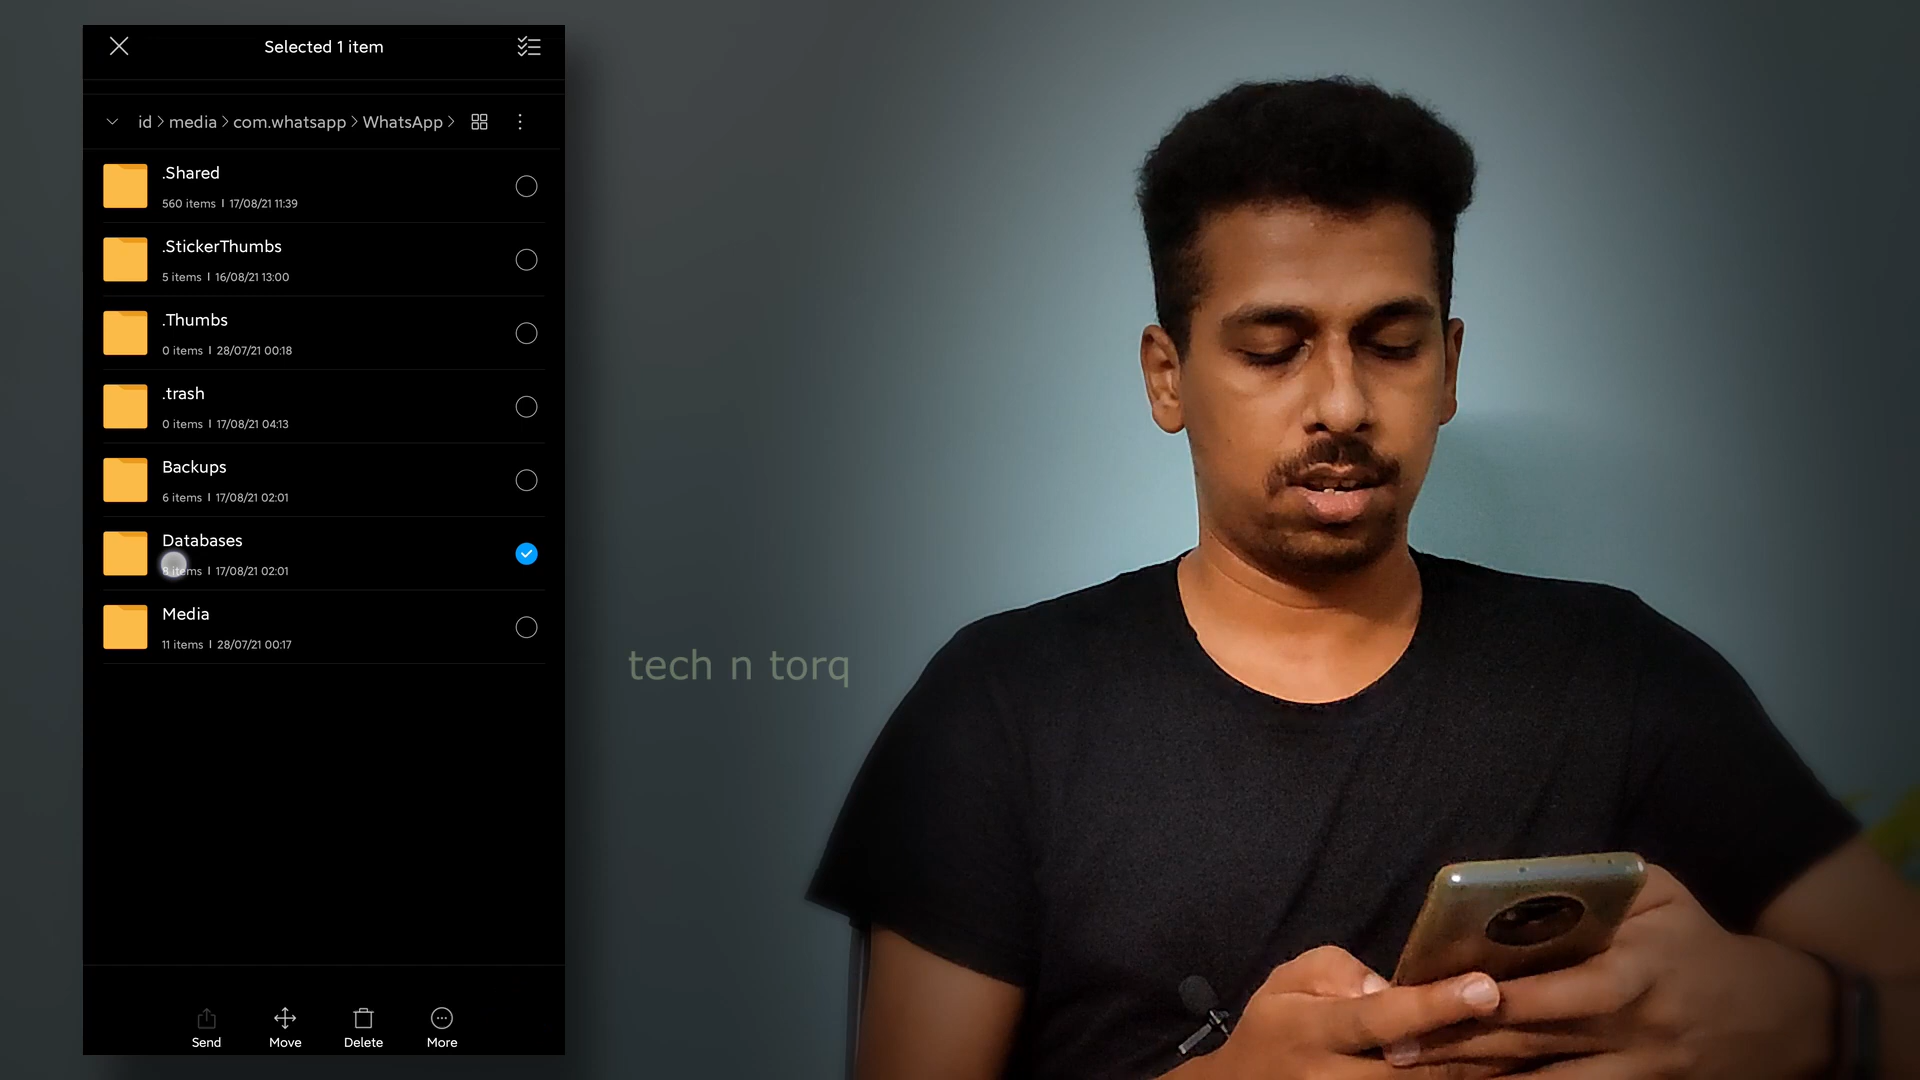 Selected 1 item
id > media > com.whatsapp > WhatsApp >
.Shared
560 items | 17/08/21 11:39
.StickerThumbs
5 items | 16/08/21 13:00
.Thumbs
0 items | 28/07/21 00:18
.trash
0 items | 17/08/21 04:13
Backups
6 items | 17/08/21 02:01
Databases
8 items | 17/08/21 02:01
Media
11 items | 28/07/21 00:17
tech n torq
Send Move Delete More